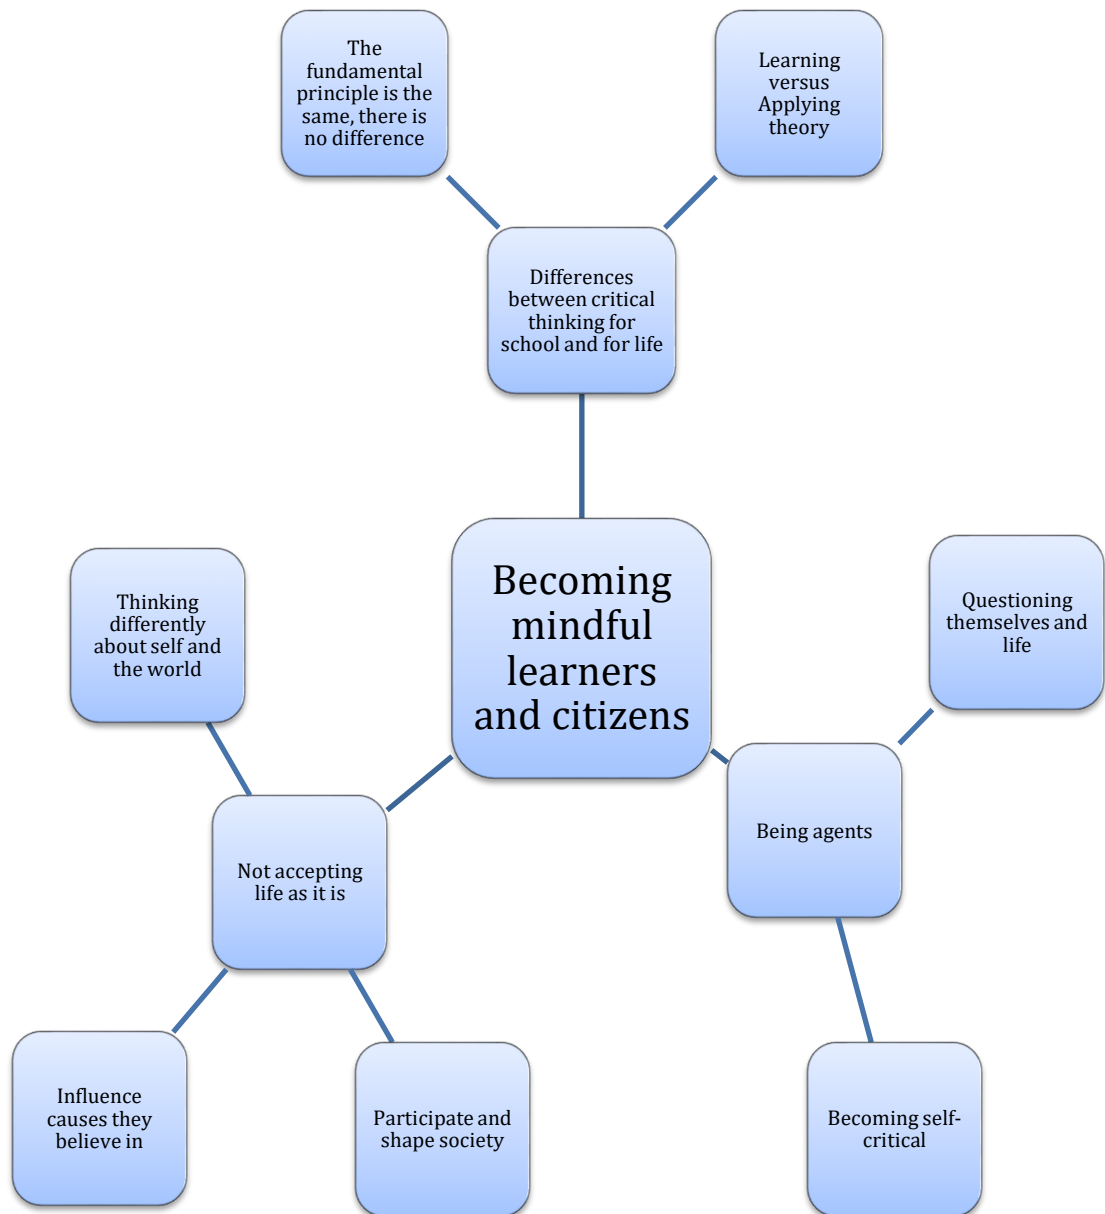 The
fundamental
principle is the
same, there is
no difference
Learning
versus
Applying
theory
Differences
between critical
thinking for
school and for life
Becoming
mindful
learners
and citizens
Thinking
differently
about self and
the world
Questioning
themselves and
life
Being agents
Not accepting
life as it is
Influence
causes they
believe in
Participate and
shape society
Becoming self-
critical